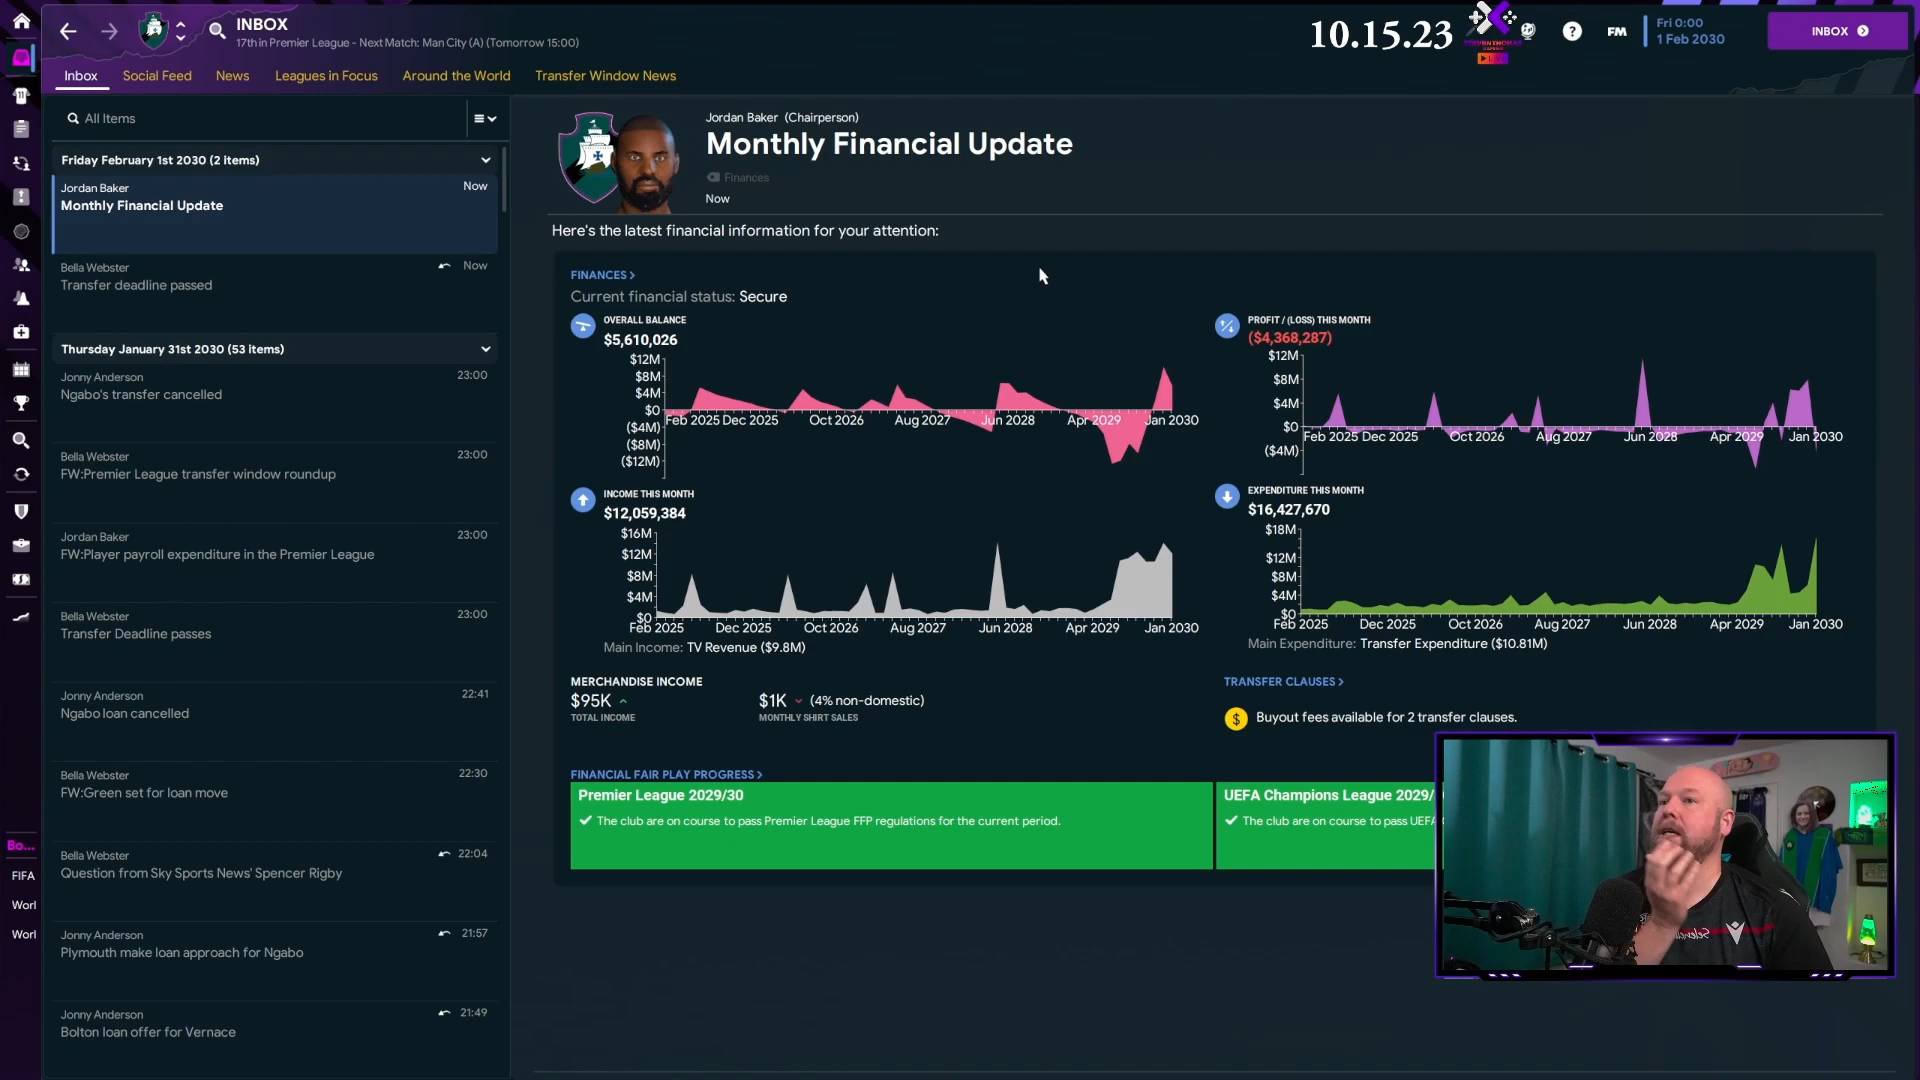 INBOX
17th in Premier League - Next Match: Man City (A) (Tomorrow 15:00)
10.15.23
FM
Fri 0:00
1 Feb 2030
INBOX
Inbox
Social Feed
News
Leagues in Focus
Around the World
Transfer Window News
All Items
Friday February 1st 2030 (2 items)
Jordan Baker
Now
Monthly Financial Update
Bella Webster
Now
Transfer deadline passed
Thursday January 31st 2030 (53 items)
Jonny Anderson
23:00
Ngabo's transfer cancelled
Bella Webster
23:00
FW:Premier League transfer window roundup
Jordan Baker
23:00
FW:Player payroll expenditure in the Premier League
Bella Webster
23:00
Transfer Deadline passes
Jonny Anderson
22:41
Ngabo loan cancelled
Bella Webster
22:30
FW:Green set for loan move
Bella Webster
22:04
Question from Sky Sports News' Spencer Rigby
Jonny Anderson
21:57
Plymouth make loan approach for Ngabo
Jonny Anderson
21:49
Bolton loan offer for Vernace
Bo...
FIFA
Worl
Worl
Jordan Baker (Chairperson)
Monthly Financial Update
Finances
Now
Here's the latest financial information for your attention:
FINANCES >
Current financial status: Secure
OVERALL BALANCE
$5,610,026
$12M
$8M
$4M
$0
($4M)
($8M)
($12M)
Feb 2025 Dec 2025 Oct 2026 Aug 2027 Jun 2028 Apr 2029 Jan 2030
PROFIT / (LOSS) THIS MONTH
($4,368,287)
$12M
$8M
$4M
$0
($4M)
Feb 2025 Dec 2025 Oct 2026 Aug 2027 Jun 2028 Apr 2029 Jan 2030
INCOME THIS MONTH
$12,059,384
$16M
$12M
$8M
$4M
$0
Feb 2025 Dec 2025 Oct 2026 Aug 2027 Jun 2028 Apr 2029 Jan 2030
Main Income: TV Revenue ($9.8M)
EXPENDITURE THIS MONTH
$16,427,670
$18M
$12M
$8M
$4M
$0
Feb 2025 Dec 2025 Oct 2026 Aug 2027 Jun 2028 Apr 2029 Jan 2030
Main Expenditure: Transfer Expenditure ($10.81M)
MERCHANDISE INCOME
$95K
TOTAL INCOME
$1K (4% non-domestic)
MONTHLY SHIRT SALES
TRANSFER CLAUSES >
Buyout fees available for 2 transfer clauses.
FINANCIAL FAIR PLAY PROGRESS >
Premier League 2029/30
The club are on course to pass Premier League FFP regulations for the current period.
UEFA Champions League 2029/
The club are on course to pass UEFA